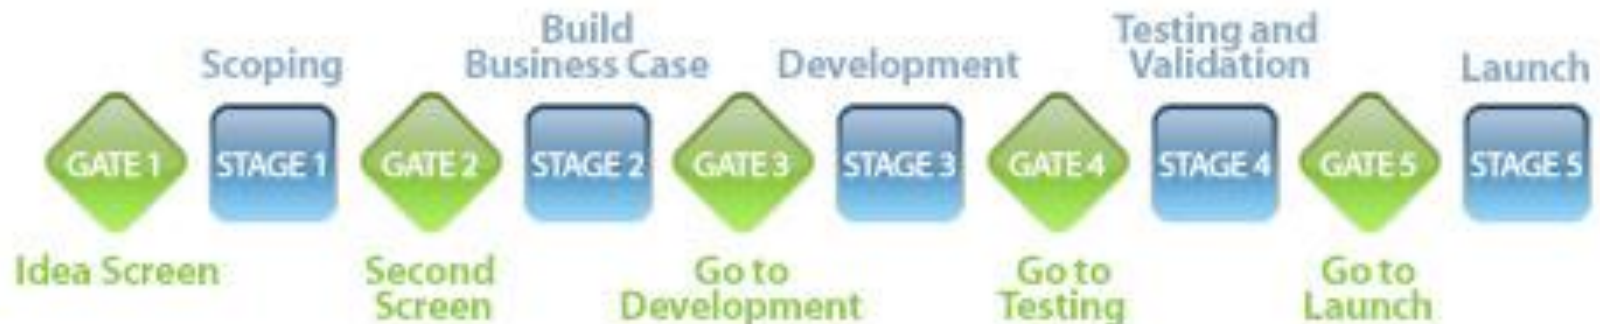 Scoping
Build
Business Case
Development
Testing and
Validation
Launch
GATE 1
STAGE 1
GATE 2
STAGE 2
GATE 3
STAGE 3
GATE 4
STAGE 4
GATE 5
STAGE 5
Idea Screen
Second
Screen
Go to
Development
Go to
Testing
Go to
Launch